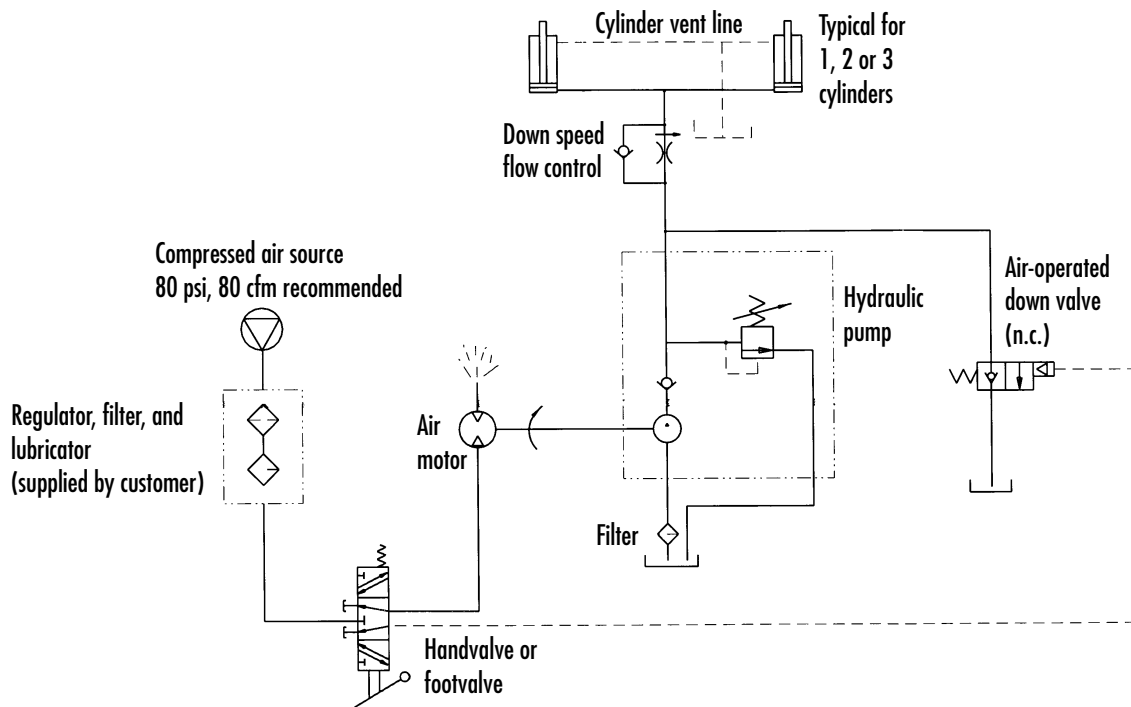 Cylinder vent line
Typical for
1, 2 or 3
cylinders
Down speed
flow control
Compressed air source
80 psi, 80 cfm recommended
Hydraulic
pump
Air-operated
down valve
(n.c.)
Regulator, filter, and
lubricator
(supplied by customer)
Air
motor
Filter
Handvalve or
footvalve